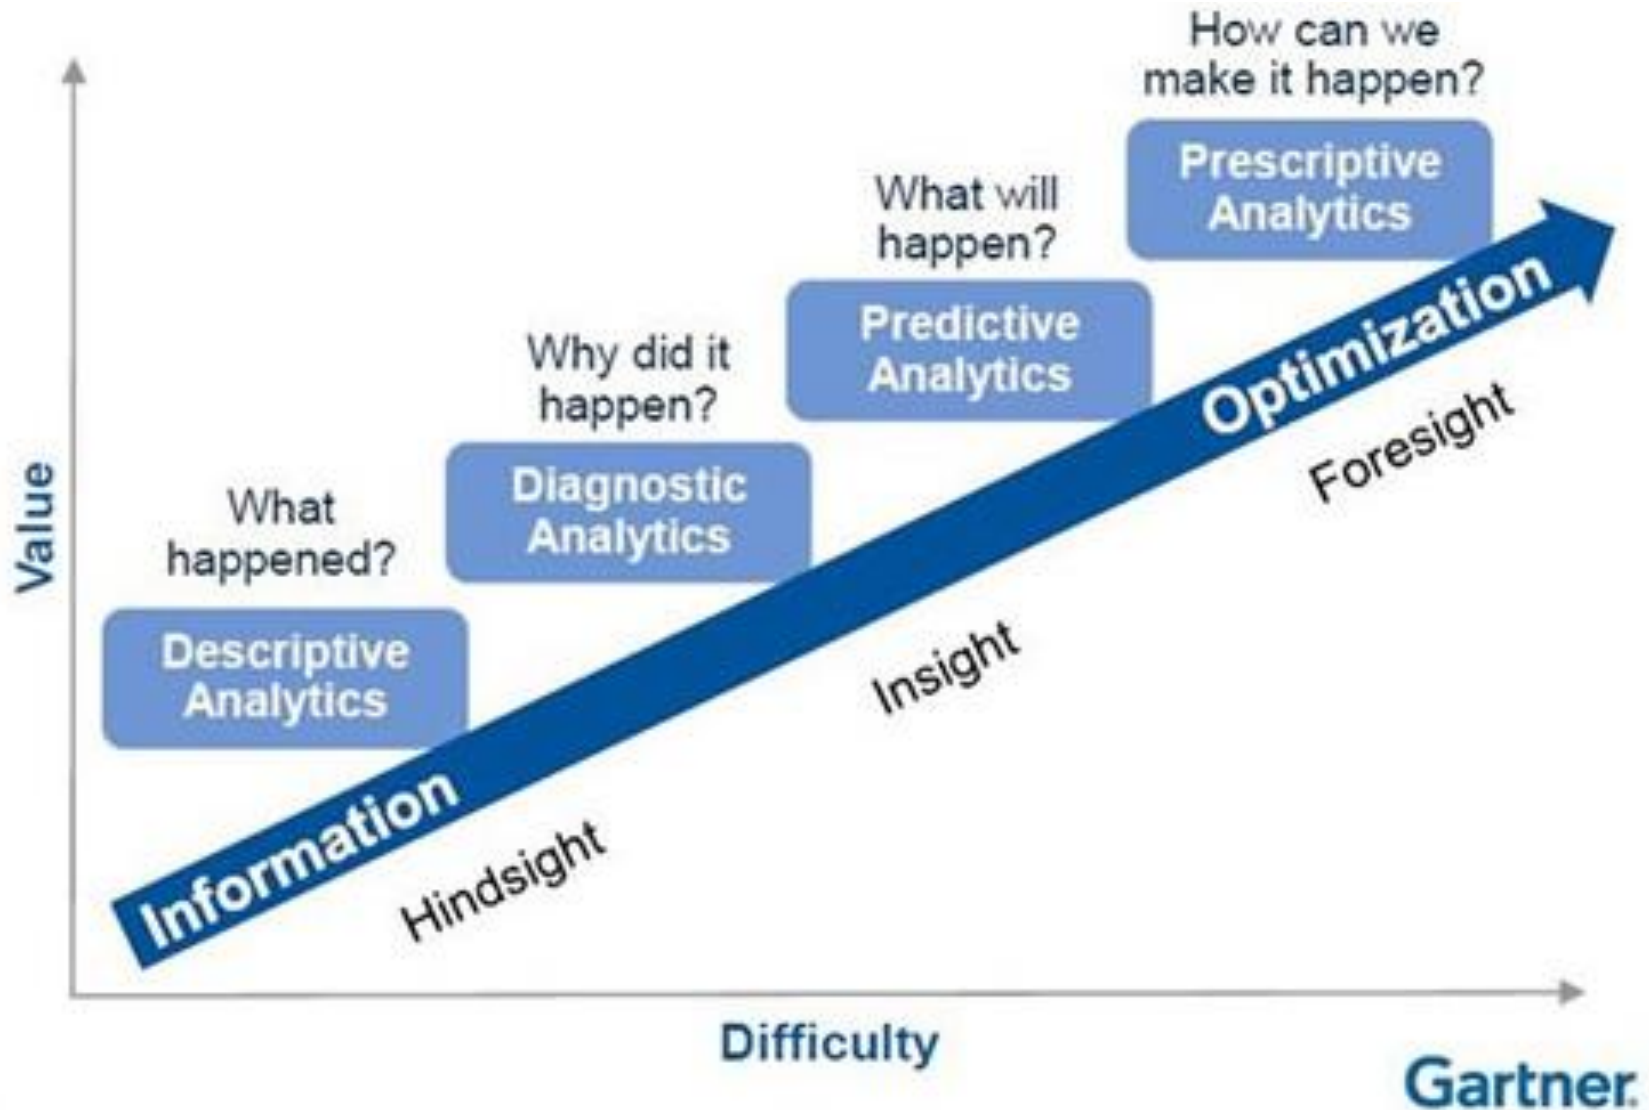 How can we
make it happen?
Prescriptive
Analytics
What will
happen?
Predictive
Analytics
Why did it
happen?
Diagnostic
Analytics
What
happened?
Descriptive
Analytics
Value
Information
Optimization
Hindsight
Insight
Foresight
Difficulty
Gartner.